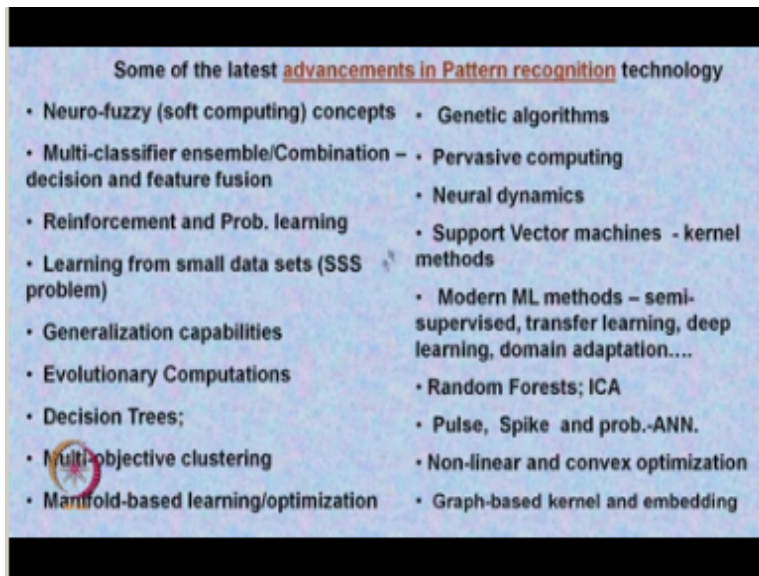 Some of the latest advancements in Pattern recognition technology
• Neuro-fuzzy (soft computing) concepts
• Multi-classifier ensemble/Combination –
decision and feature fusion
• Reinforcement and Prob. learning
• Learning from small data sets (SSS
problem)
• Generalization capabilities
• Evolutionary Computations
• Decision Trees;
• Multi-objective clustering
• Manifold-based learning/optimization
• Genetic algorithms
• Pervasive computing
• Neural dynamics
• Support Vector machines - kernel
methods
• Modern ML methods – semi-
supervised, transfer learning, deep
learning, domain adaptation....
• Random Forests; ICA
• Pulse, Spike and prob.-ANN.
• Non-linear and convex optimization
• Graph-based kernel and embedding